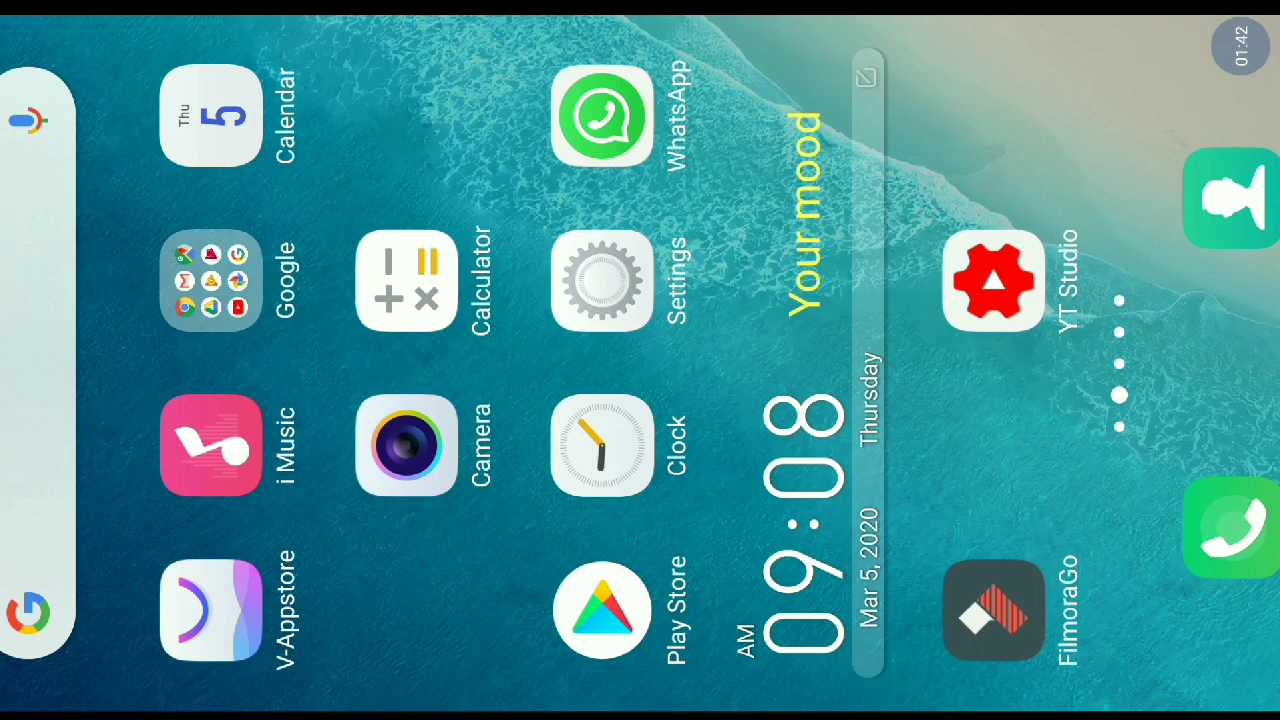 V-Appstore
i Music
Google
Thu
5
Calendar
Camera
Calculator
Play Store
Clock
Settings
WhatsApp
AM
09:08
Your mood
Mar 5, 2020
Thursday
FilmoraGo
YT Studio
01:42